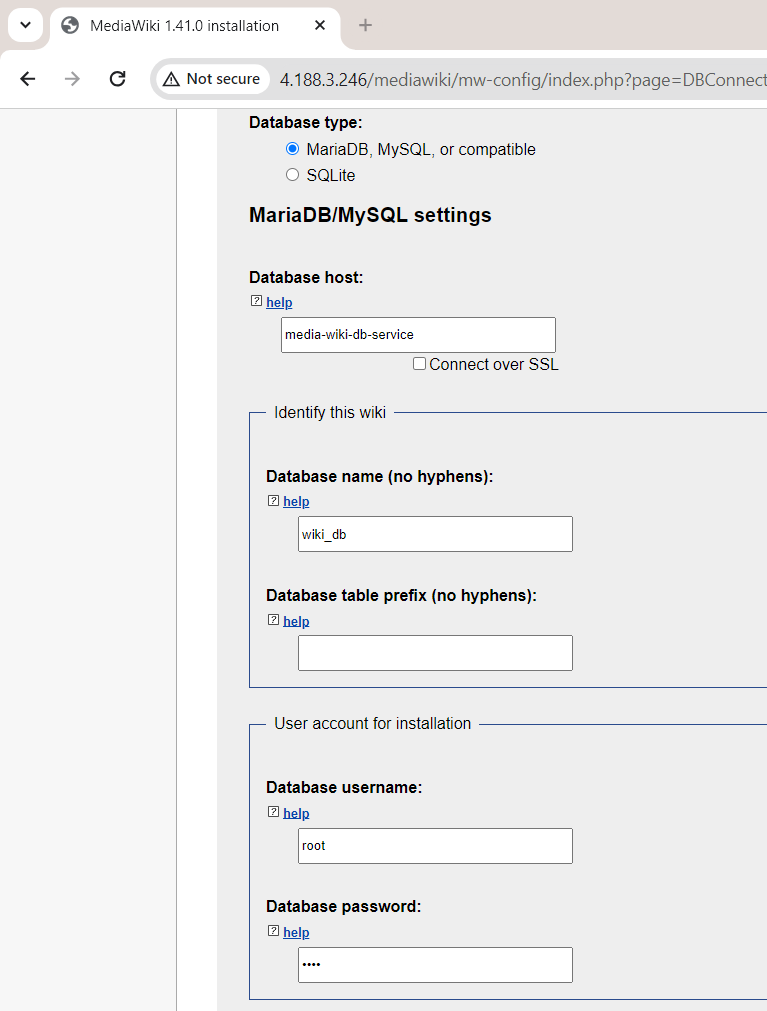 MediaWiki 1.41.0 installation
Not secure 4.188.3.246/mediawiki/mw-config/index.php?page=DBConnect
Database type:
MariaDB, MySQL, or compatible
SQLite
MariaDB/MySQL settings
Database host:
? help
media-wiki-db-service
Connect over SSL
Identify this wiki
Database name (no hyphens):
? help
wiki_db
Database table prefix (no hyphens):
? help
User account for installation
Database username:
? help
root
Database password:
? help
••••